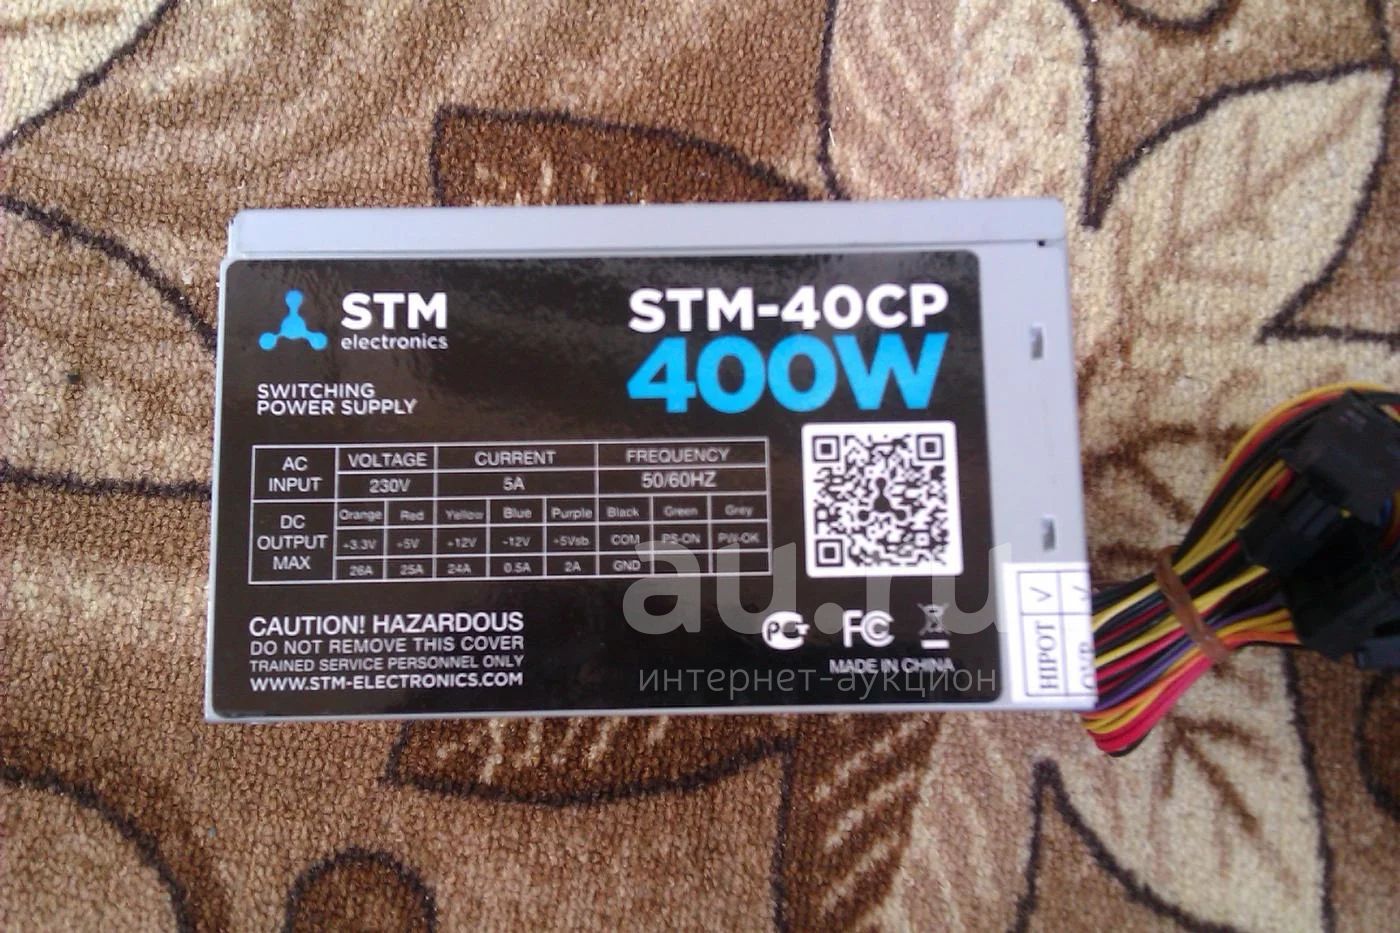 STM
electronics
SWITCHING
POWER SUPPLY
STM-40CP
400W
AC INPUT VOLTAGE CURRENT FREQUENCY
230V 5A 50/60HZ
DC OUTPUT MAX Orange Red Yellow Blue Purple Black Green Grey
+3.3V +5V +12V -12V +5Vsb COM PS-ON PW-OK
26A 25A 24A 0.5A 2A GND
CAUTION! HAZARDOUS
DO NOT REMOVE THIS COVER
TRAINED SERVICE PERSONNEL ONLY
WWW.STM-ELECTRONICS.COM
РСТ FC
MADE IN CHINA
HIPOT V
au.ru
интернет-аукцион